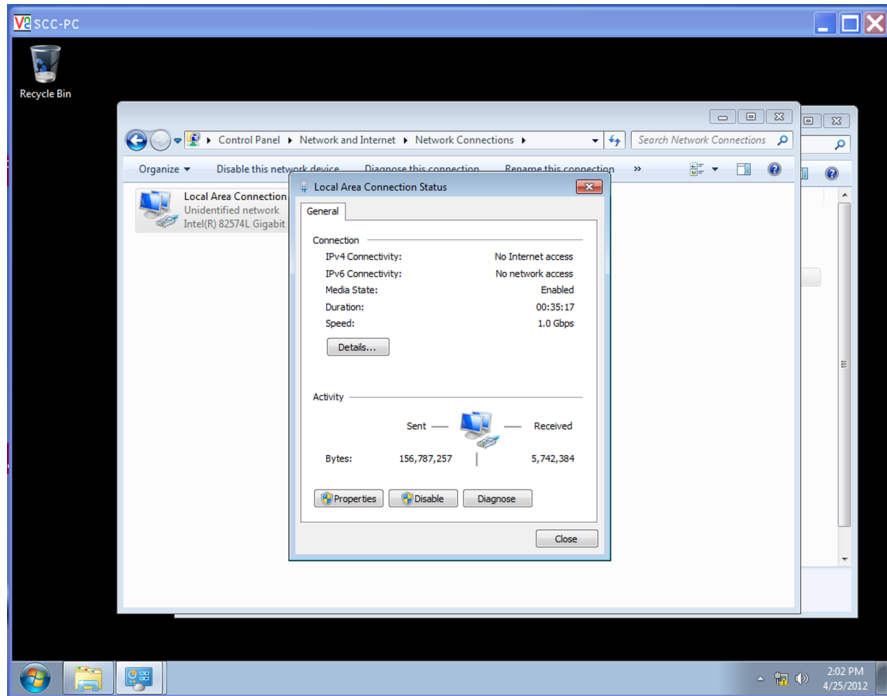 V2 SCC-PC
Recycle Bin
Control Panel Network and Internet Network Connections
Search Network Connections
Organize Disable this network device Diagnose this connection Rename this connection »
Local Area Connection
Unidentified network
Intel(R) 82574L Gigabit
Local Area Connection Status
General
Connection
IPv4 Connectivity: No Internet access
IPv6 Connectivity: No network access
Media State: Enabled
Duration: 00:35:17
Speed: 1.0 Gbps
Details...
Activity
Sent Received
Bytes: 156,787,257 5,742,384
Properties Disable Diagnose
Close
2:02 PM
4/25/2012